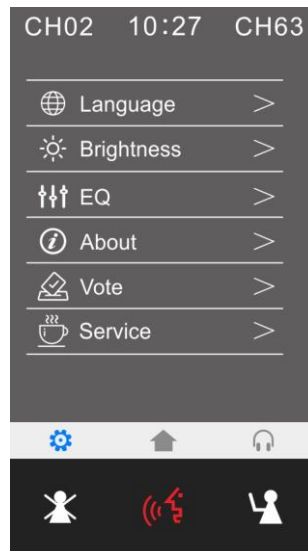 CH02 10:27 CH63
Language >
Brightness >
EQ >
About >
Vote >
Service >